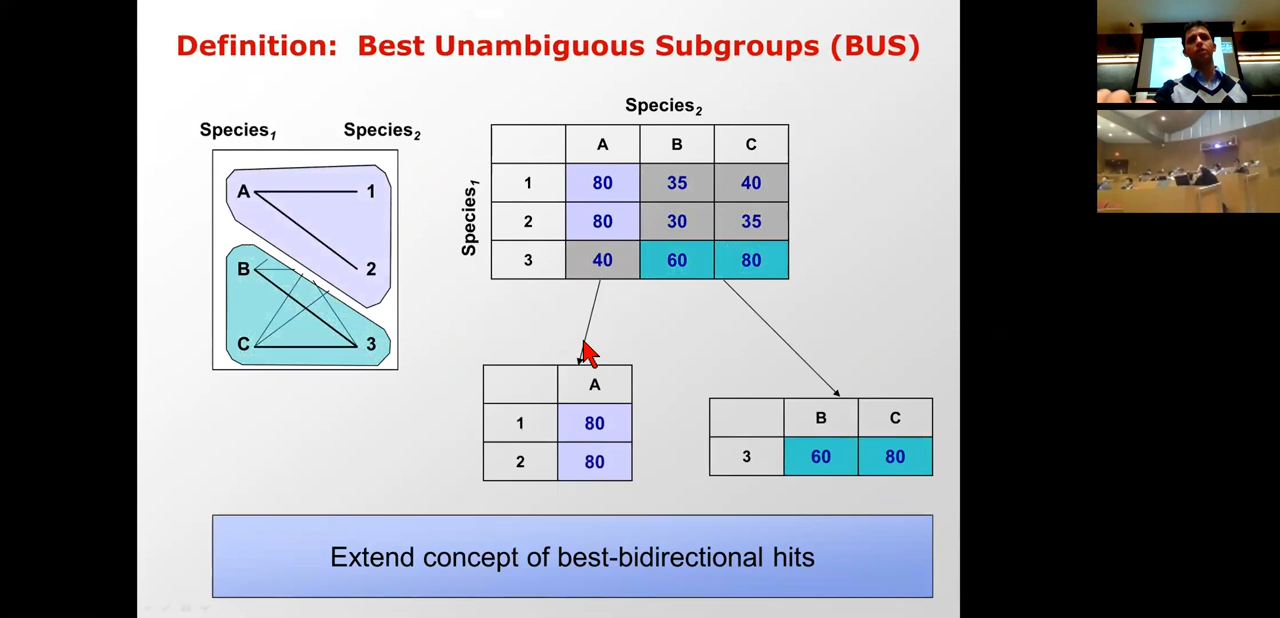 Definition: Best Unambiguous Subgroups (BUS)
Species2
Species1 Species2
A B C
A 1
1 80 35 40
Species1
2 80 30 35
B 2
3 40 60 80
C 3
A
B C
1 80
3 60 80
2 80
Extend concept of best-bidirectional hits